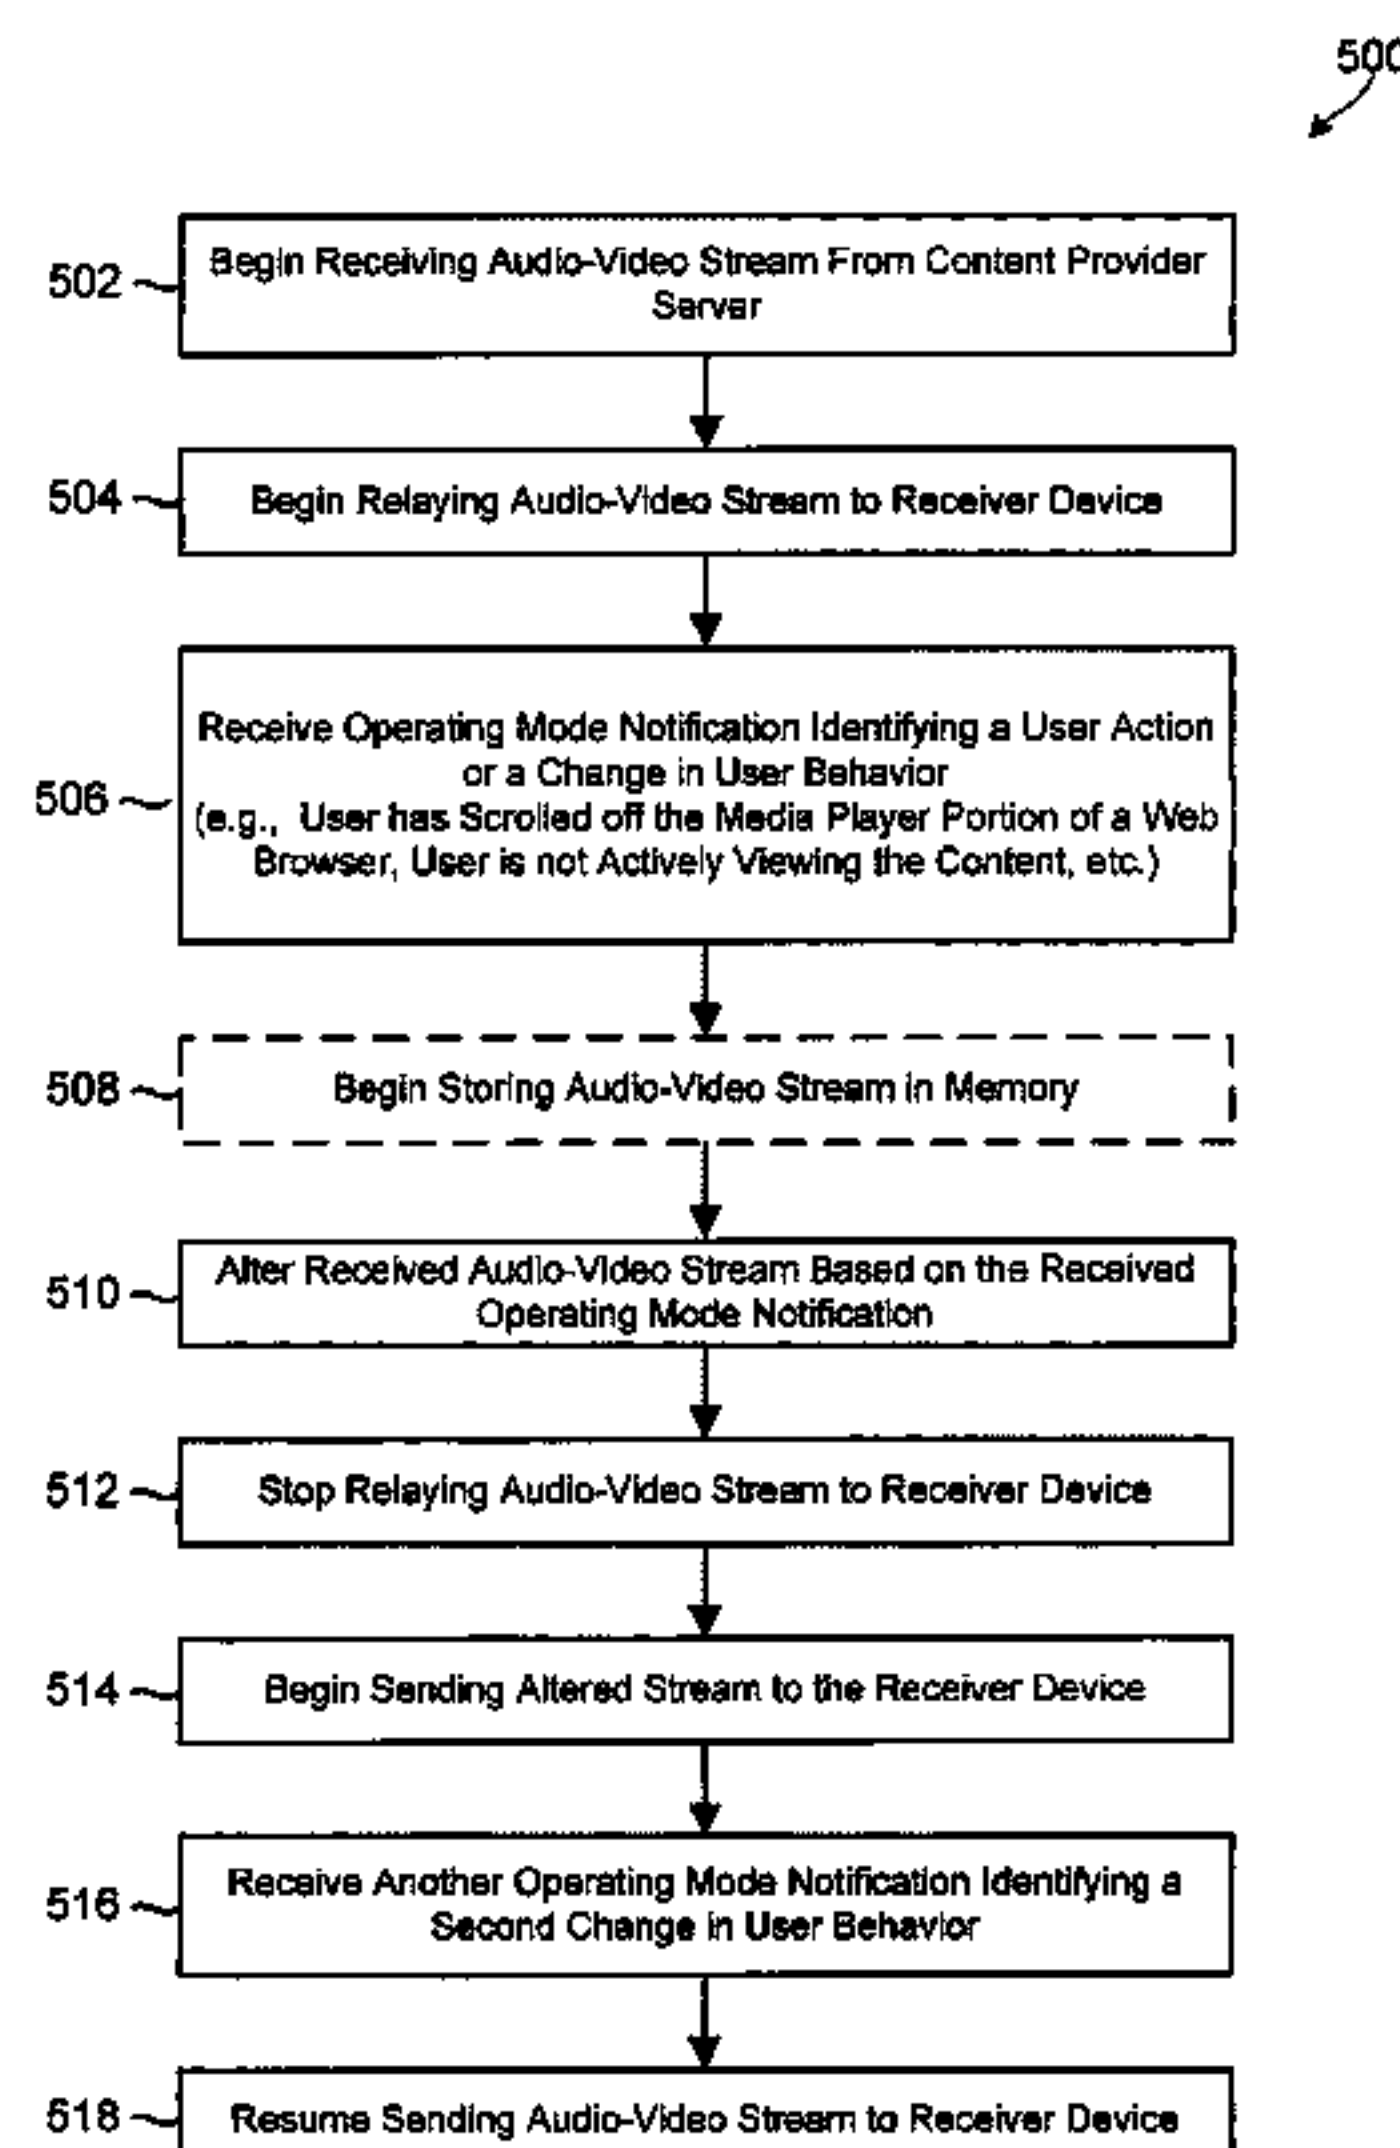 500
502
Begin Receiving Audio-Video Stream From Content Provider
Server
504
Begin Relaying Audio-Video Stream to Receiver Device
506
Receive Operating Mode Notification Identifying a User Action
or a Change in User Behavior
(e.g., User has Scrolled off the Media Player Portion of a Web
Browser, User is not Actively Viewing the Content, etc.)
508
Begin Storing Audio-Video Stream in Memory
510
Alter Received Audio-Video Stream Based on the Received
Operating Mode Notification
512
Stop Relaying Audio-Video Stream to Receiver Device
514
Begin Sending Altered Stream to the Receiver Device
516
Receive Another Operating Mode Notification Identifying a
Second Change in User Behavior
518
Resume Sending Audio-Video Stream to Receiver Device